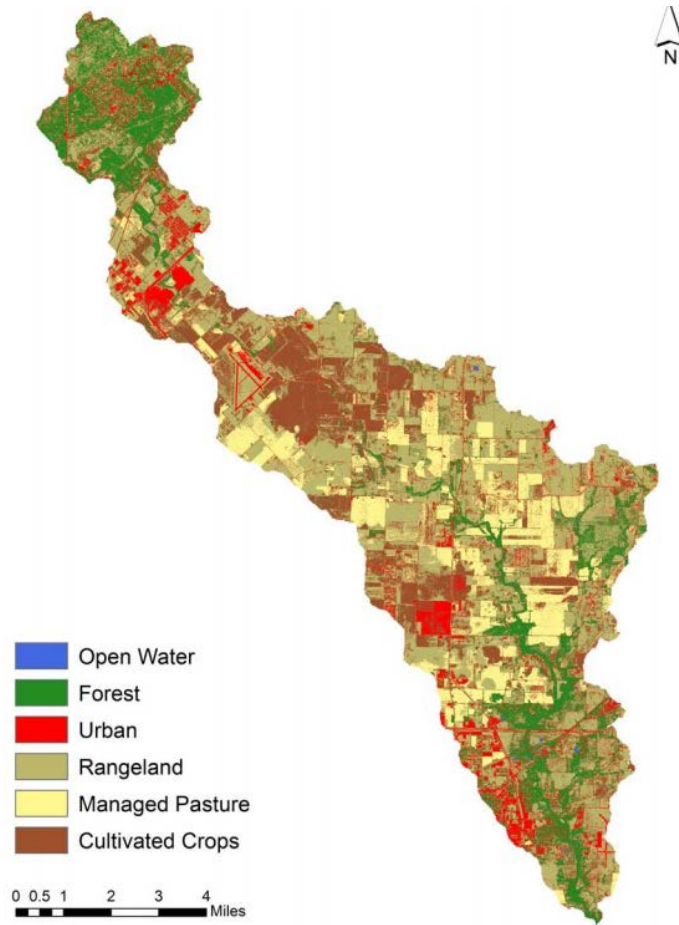 N
Open Water
Forest
Urban
Rangeland
Managed Pasture
Cultivated Crops
0 0.5 1 2 3 4
Miles